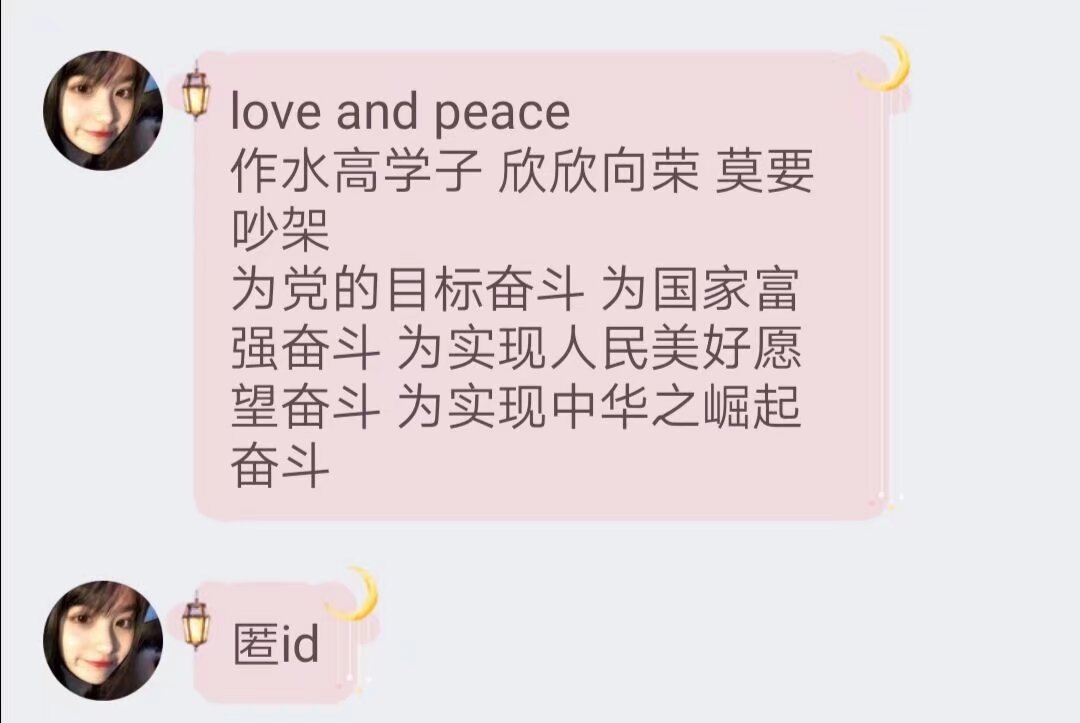 love and peace
作水高学子 欣欣向荣 莫要
吵架
为党的目标奋斗 为国家富
强奋斗 为实现人民美好愿
望奋斗 为实现中华之崛起
奋斗
匿id